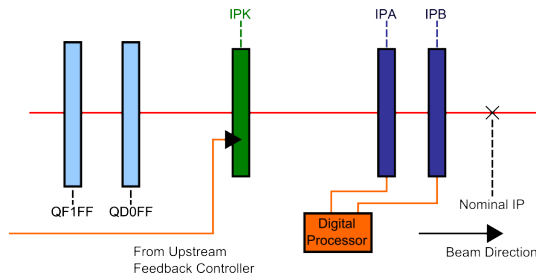 IPK
IPA
IPB
QF1FF
QD0FF
Nominal IP
Digital
Processor
From Upstream
Feedback Controller
Beam Direction